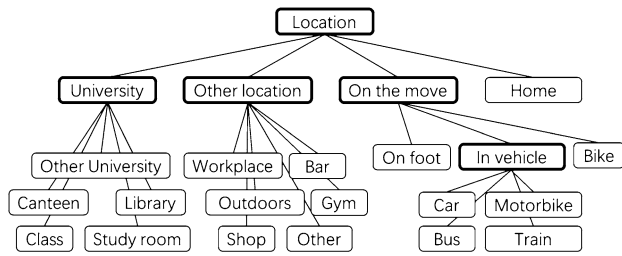 Location
University
Other location
On the move
Home
Other University
Workplace
Bar
On foot
In vehicle
Bike
Canteen
Library
Outdoors
Gym
Car
Motorbike
Class
Study room
Shop
Other
Bus
Train